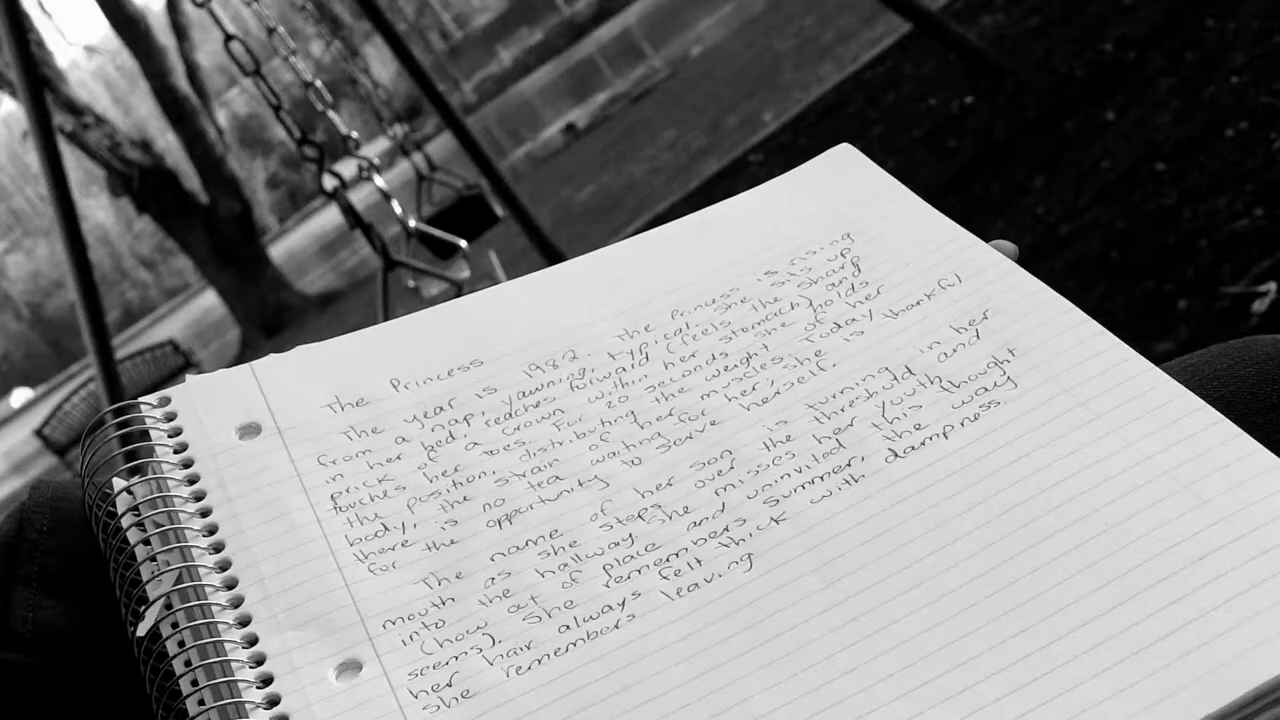 The Princess
The year is 1982. The Princess is rising
from a nap, yawning, typical. She sits up
in her bed, reaches forward (feels the sharp
prick of a crown within her stomach) and
touches her toes. For 20 seconds she holds
the position, distributing the weight of her
body, the strain of her muscles. Today
there is no tea waiting for her; she is thankful
for the opportunity to serve herself.
The name of her son is turning in her
mouth as she steps over the threshold and
into the hallway. She misses her youth
(how out of place and uninvited this thought
seems). She remembers summer, the way
her hair always felt thick with dampness.
She remembers leaving